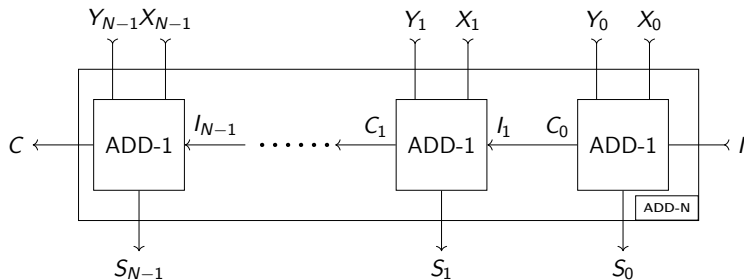 Y_{N−1} X_{N−1} Y_1 X_1 Y_0 X_0
C ADD-1 I_{N−1} ...... C_1 ADD-1 I_1 C_0 ADD-1 I
ADD-N
S_{N−1} S_1 S_0